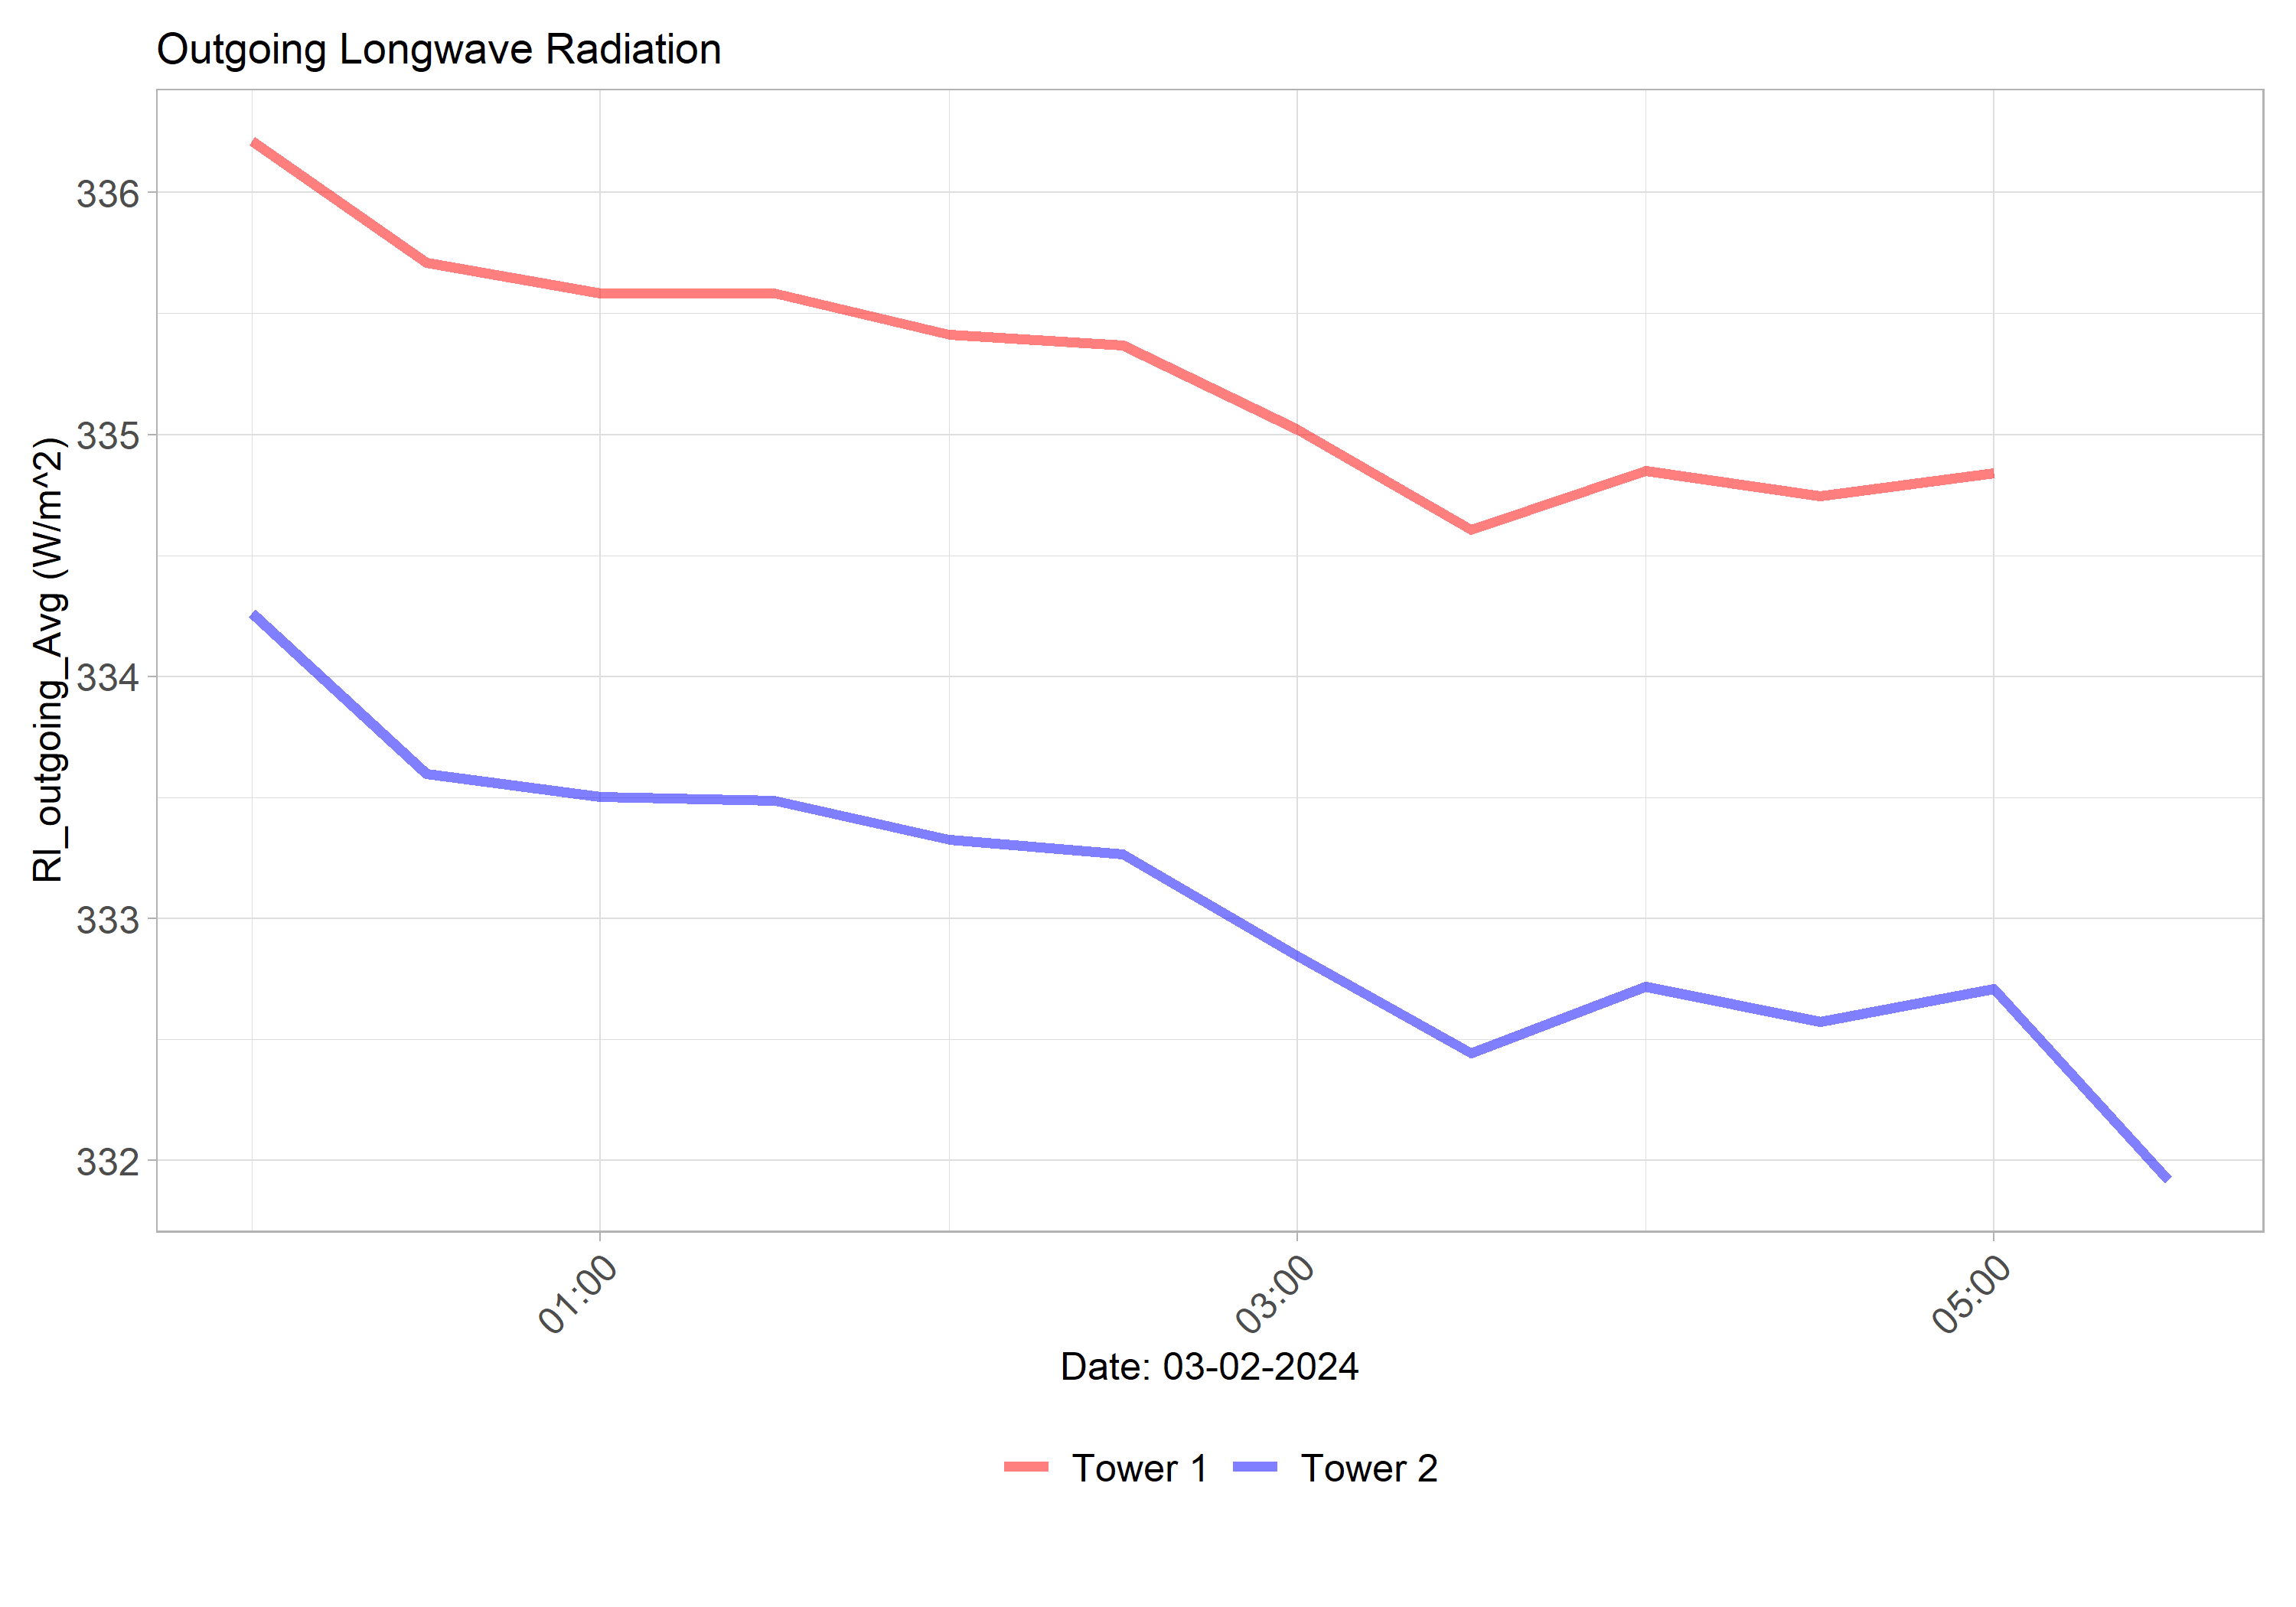 Outgoing Longwave Radiation
Rl_outgoing_Avg (W/m^2)
336
335
334
333
332
01:00
03:00
05:00
Date: 03-02-2024
Tower 1
Tower 2